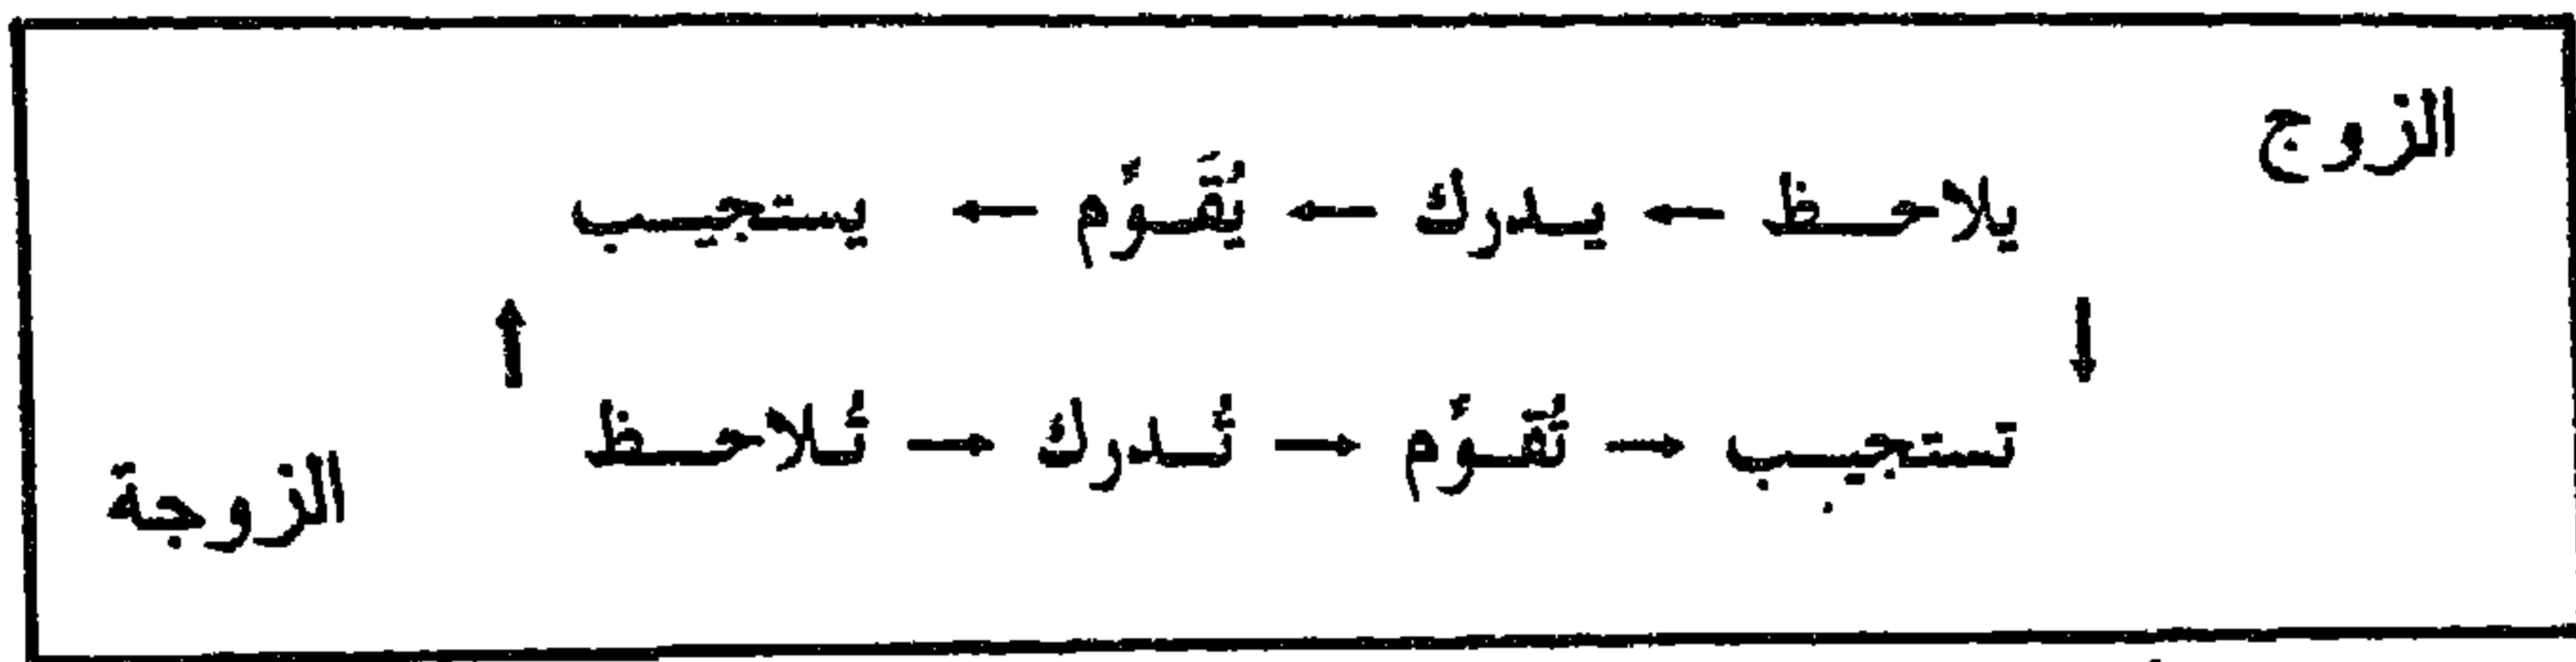 الزوج
يلاحظ ← يدرك ← يُقَوِّم ← يستجيب
↑ ↓
تستجيب → تُقَوِّم → تُدرك → تُلاحظ
الزوجة